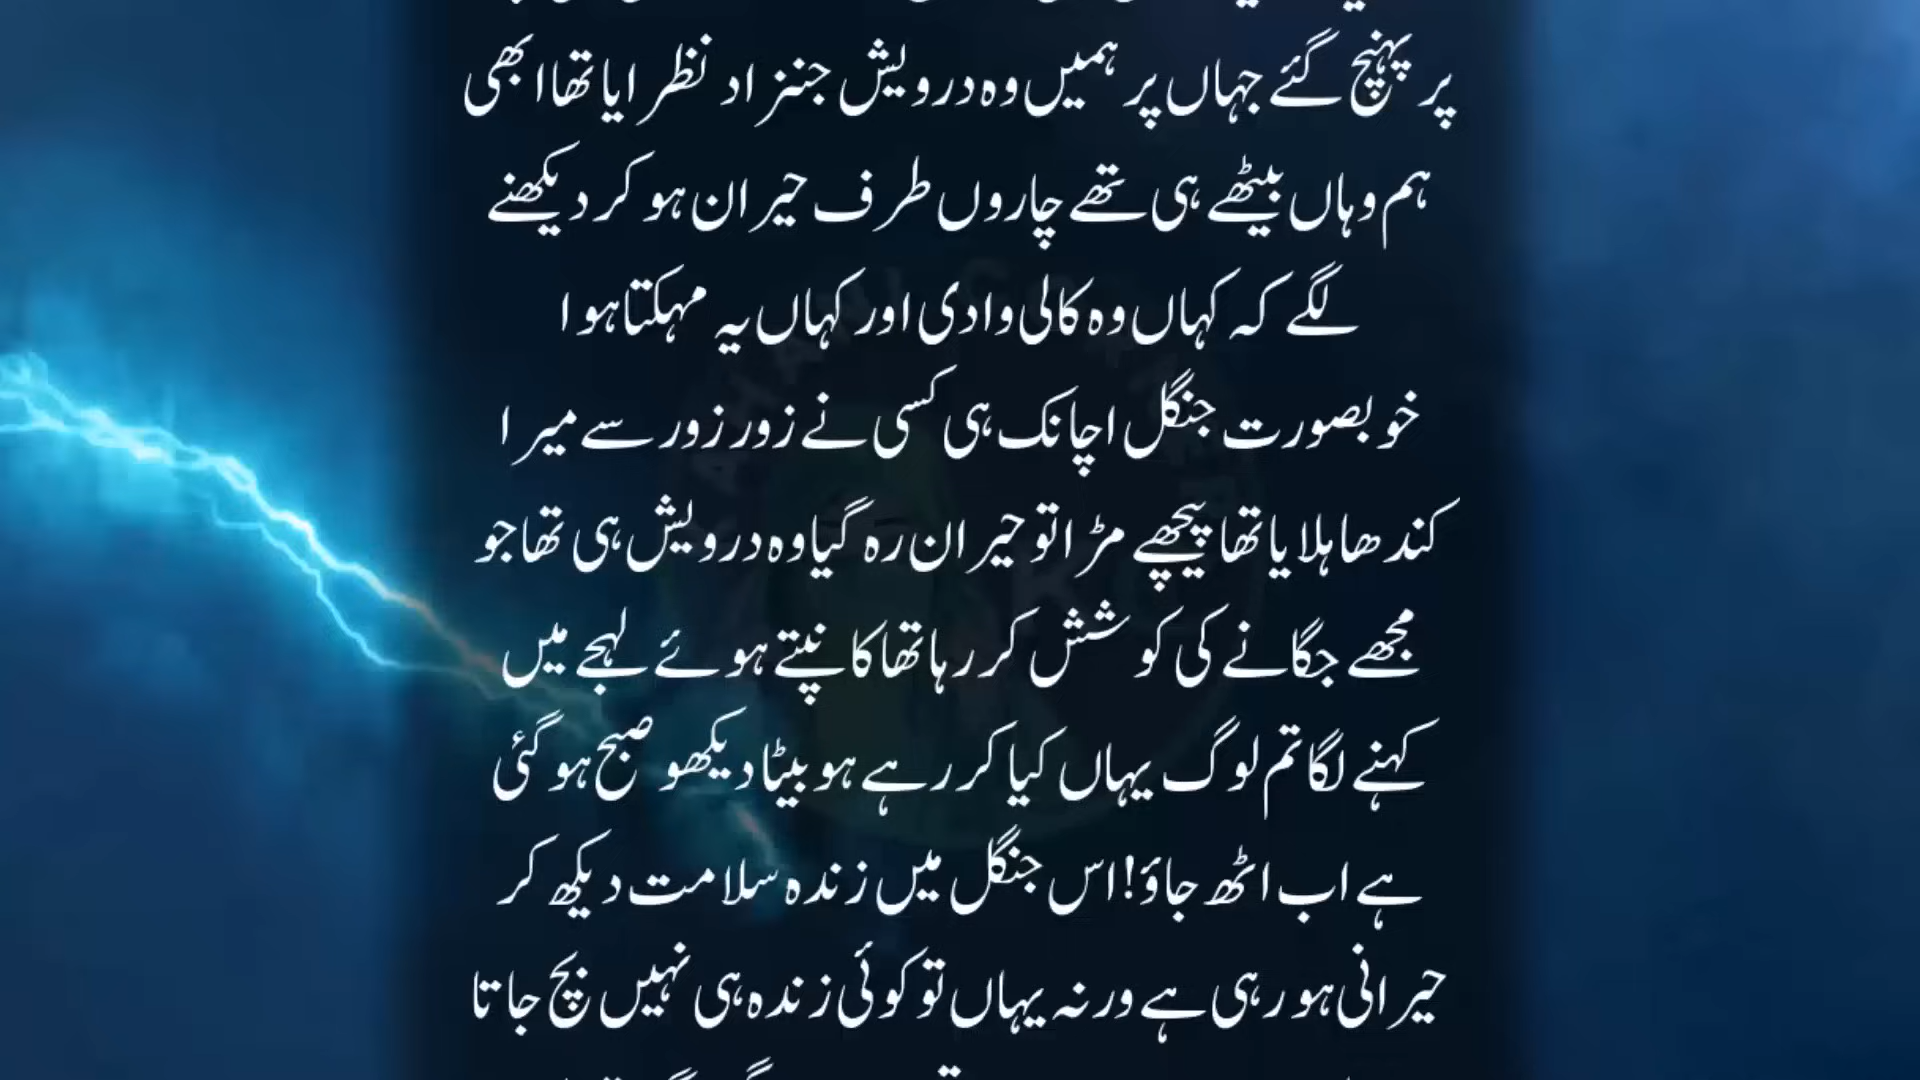 پر پہنچ گئے جہاں پر ہمیں وہ درویش جنزاد نظر ایا تھا ابھی
ہم وہاں بیٹھے ہی تھے چاروں طرف حیران ہو کر دیکھنے
لگے کہ کہاں وہ کالی وادی اور کہاں یہ مہکتا ہوا
خوبصورت جنگل اچانک ہی کسی نے زور زور سے میرا
کندھا ہلایا تھا پیچھے مڑا تو حیران رہ گیا وہ درویش ہی تھا جو
مجھے جگانے کی کوشش کر رہا تھا کانپتے ہوئے لہجے میں
کہنے لگا تم لوگ یہاں کیا کر رہے ہو بیٹا دیکھو صبح ہو گئی
ہے اب اٹھ جاؤ! اس جنگل میں زندہ سلامت دیکھ کر
حیرانی ہو رہی ہے ورنہ یہاں تو کوئی زندہ ہی نہیں بچ جاتا